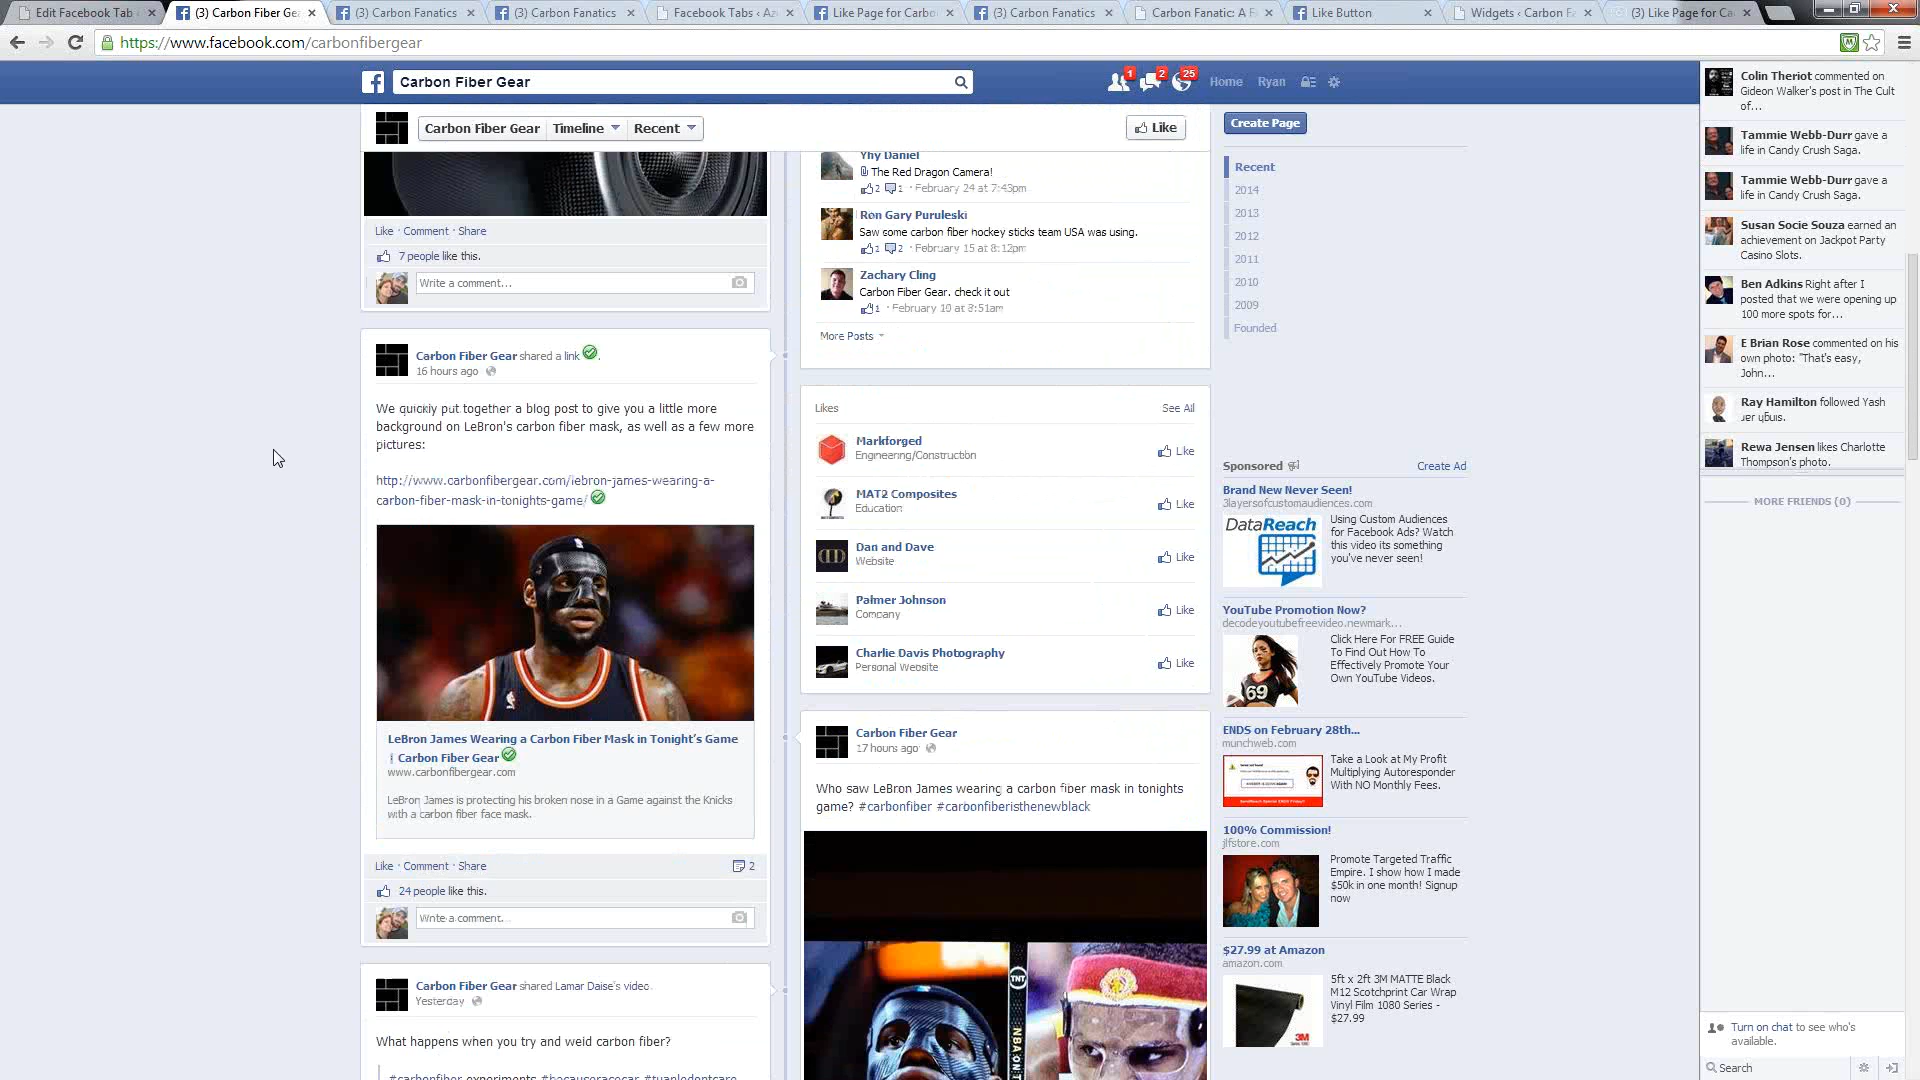 Edit Facebook Tab
(3) Carbon Fiber Ge
(3) Carbon Fanatics
(3) Carbon Fanatics
Facebook Tabs ‹ Az
Like Page for Carbo
(3) Carbon Fanatics
Carbon Fanatic: A F
Like Button
Widgets ‹ Carbon F
(3) Like Page for Ca
https://www.facebook.com/carbonfibergear
Carbon Fiber Gear
1
2
25
Home
Ryan
Carbon Fiber Gear
Timeline
Recent
Like
Create Page
Like · Comment · Share
7 people like this.
Write a comment...
Carbon Fiber Gear shared a link
16 hours ago
We quickly put together a blog post to give you a little more
background on LeBron's carbon fiber mask, as well as a few more
pictures:
http://www.carbonfibergear.com/lebron-james-wearing-a-
carbon-fiber-mask-in-tonights-game/
LeBron James Wearing a Carbon Fiber Mask in Tonight's Game
| Carbon Fiber Gear
www.carbonfibergear.com
LeBron James is protecting his broken nose in a Game against the Knicks
with a carbon fiber face mask.
Like · Comment · Share
2
24 people like this.
Write a comment...
Carbon Fiber Gear shared Lamar Daise's video.
Yesterday
What happens when you try and weld carbon fiber?
#carbonfiber experiments #becauseracecar #tuanledontcare
Yhy Daniel
The Red Dragon Camera!
2 1 · February 24 at 7:43pm
Ron Gary Puruleski
Saw some carbon fiber hockey sticks team USA was using.
2 · February 15 at 8:12pm
Zachary Cling
Carbon Fiber Gear. check it out
1 · February 10 at 8:51am
More Posts
Likes
See All
Markforged
Engineering/Construction
Like
MAT2 Composites
Education
Like
Dan and Dave
Website
Like
Palmer Johnson
Company
Like
Charlie Davis Photography
Personal Website
Like
Carbon Fiber Gear
17 hours ago
Who saw LeBron James wearing a carbon fiber mask in tonights
game? #carbonfiber #carbonfiberisthenewblack
TNT
NBA ON T
Recent
2014
2013
2012
2011
2010
2009
Founded
Sponsored
Create Ad
Brand New Never Seen!
3layersofcustomaudiences.com
DataReach
Using Custom Audiences
for Facebook Ads? Watch
this video its something
you've never seen!
YouTube Promotion Now?
decodeyoutubefreevideo.newmark...
69
Click Here For FREE Guide
To Find Out How To
Effectively Promote Your
Own YouTube Videos.
ENDS on February 28th...
munchweb.com
Take a Look at My Profit
Multiplying Autoresponder
With NO Monthly Fees.
100% Commission!
jlfstore.com
Promote Targeted Traffic
Empire. I show how I made
$50k in one month! Signup
now
$27.99 at Amazon
amazon.com
3M
5ft x 2ft 3M MATTE Black
M12 Scotchprint Car Wrap
Vinyl Film 1080 Series -
$27.99
Colin Theriot commented on
Gideon Walker's post in The Cult
of...
Tammie Webb-Durr gave a
life in Candy Crush Saga.
Tammie Webb-Durr gave a
life in Candy Crush Saga.
Susan Socie Souza earned an
achievement on Jackpot Party
Casino Slots.
Ben Adkins Right after I
posted that we were opening up
100 more spots for...
E Brian Rose commented on his
own photo: "That's easy,
John...
Ray Hamilton followed Yash
Rewa Jensen likes Charlotte
Thompson's photo.
MORE FRIENDS (0)
Turn on chat to see who's
available.
Search